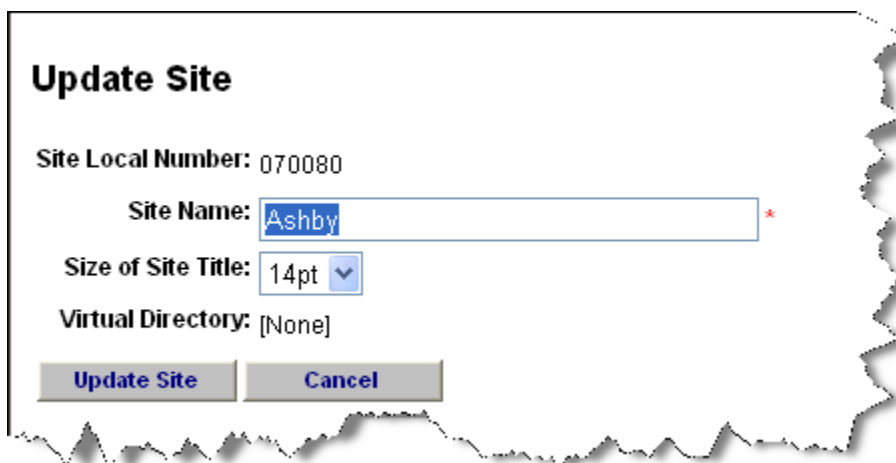 Update Site
Site Local Number: 070080
Site Name: Ashby *
Size of Site Title: 14pt
Virtual Directory: [None]
Update Site Cancel